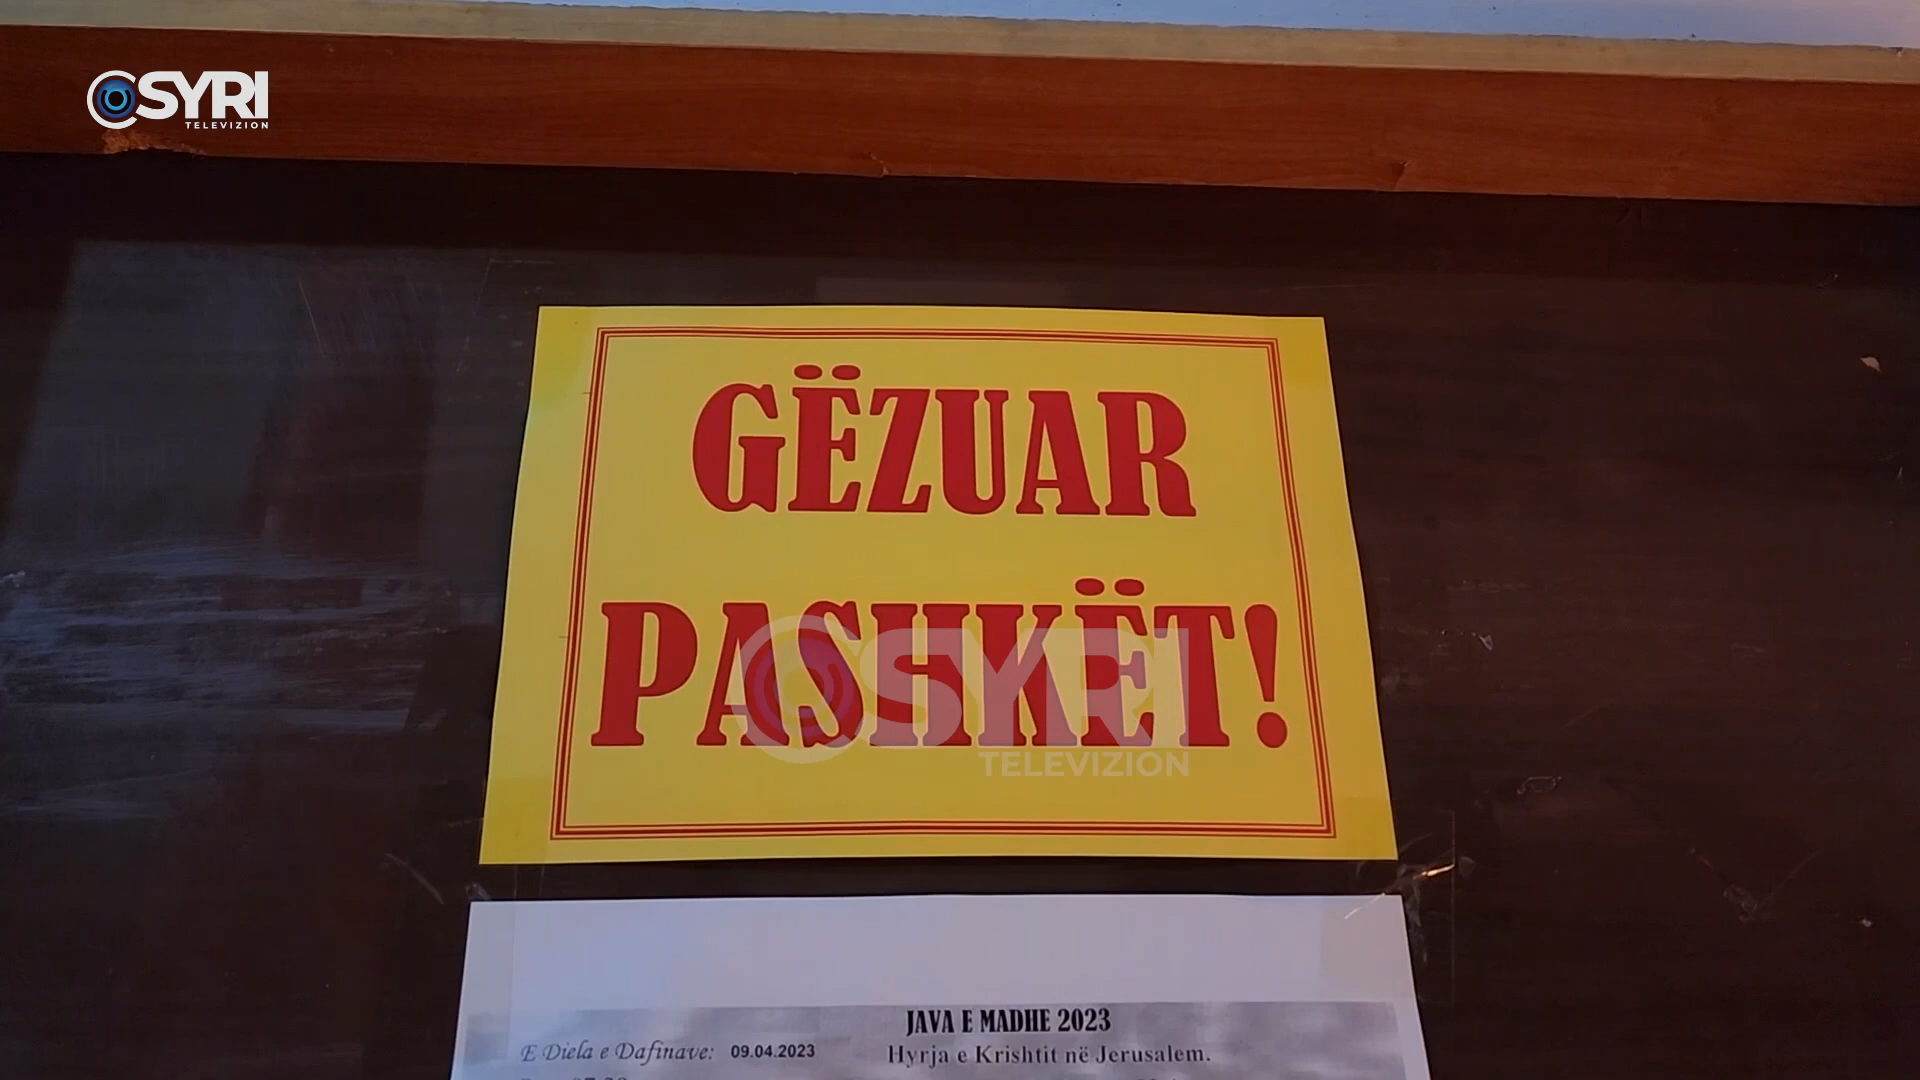 SYRI
TELEVIZION
GËZUAR
PASHKËT!
SYRI
TELEVIZION
JAVA E MADHE 2023
E Diela e Dafinave: 09.04.2023 Hyrja e Krishtit në Jerusalem.